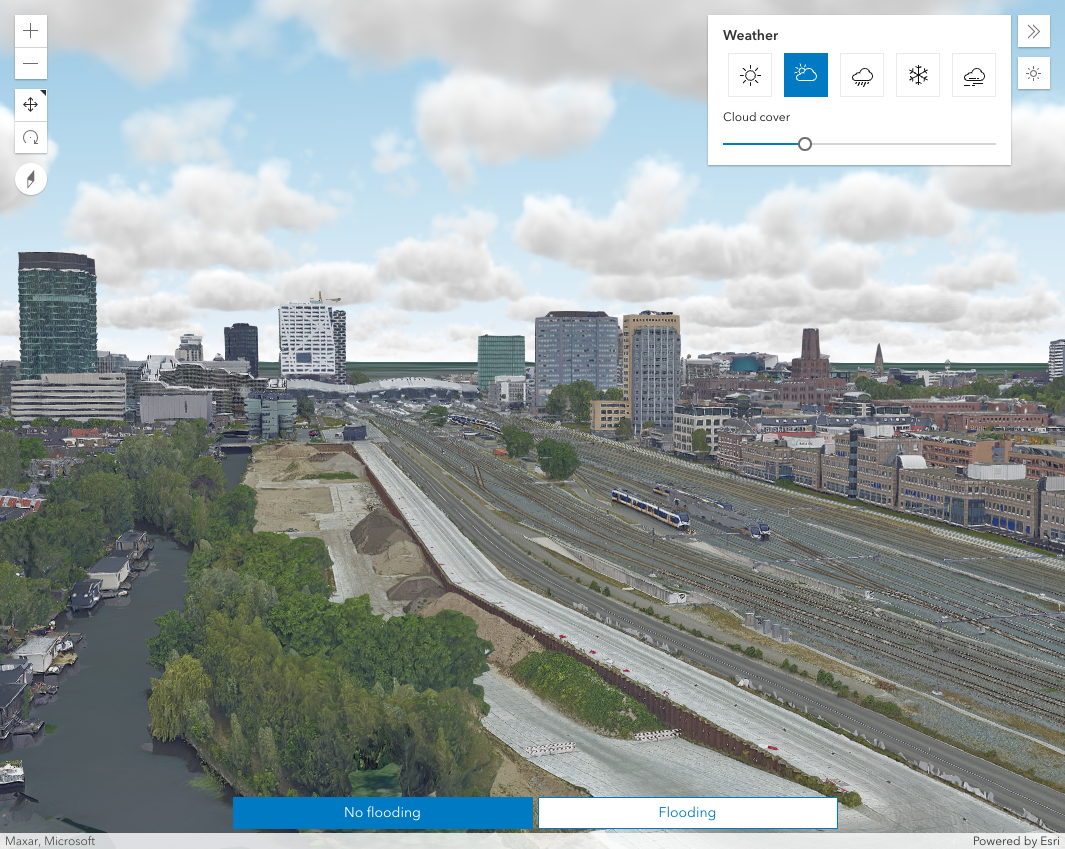 Weather
Cloud cover
No flooding
Flooding
Maxar, Microsoft
Powered by Esri